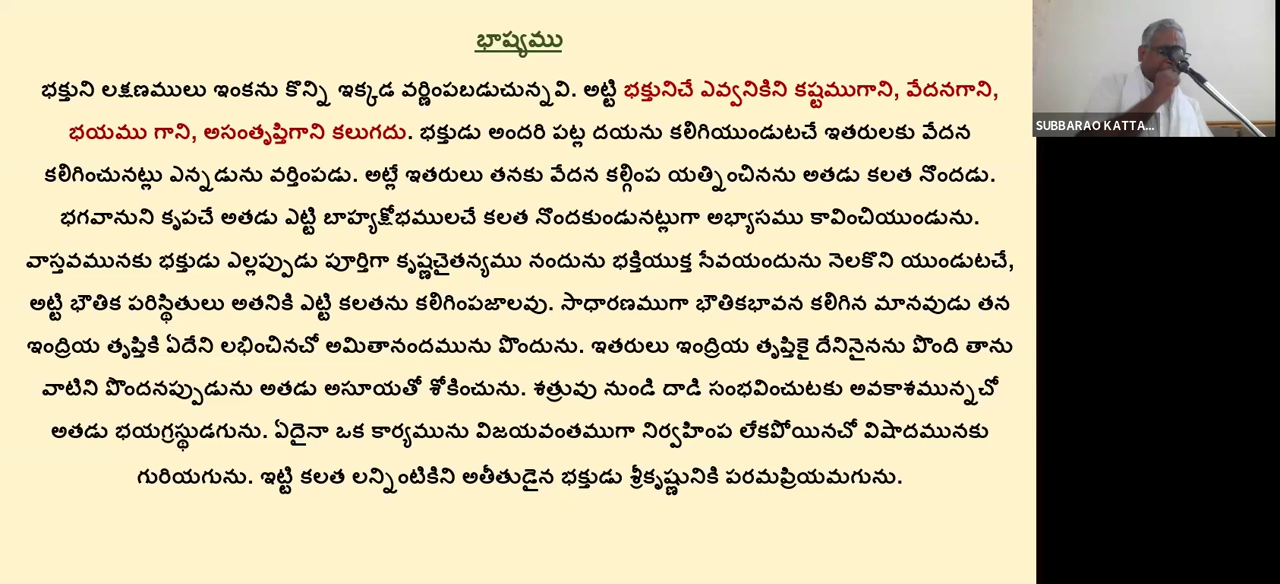 భాష్యము
భక్తుని లక్షణములు ఇంకను కొన్ని ఇక్కడ వర్ణింపబడుచున్నవి. అట్టి భక్తునిచే ఎవ్వనికిని కష్టముగాని, వేదనగాని,
భయము గాని, అసంతృప్తిగాని కలుగదు. భక్తుడు అందరి పట్ల దయను కలిగియుండుటచే ఇతరులకు వేదన
కలిగించునట్లు ఎన్నడును వర్తింపడు. అట్లే ఇతరులు తనకు వేదన కల్గింప యత్నించినను అతడు కలత నొందడు.
భగవానుని కృపచే అతడు ఎట్టి బాహ్యక్షోభములచే కలత నొందకుండునట్లుగా అభ్యాసము కావించియుండును.
వాస్తవమునకు భక్తుడు ఎల్లప్పుడు పూర్తిగా కృష్ణచైతన్యము నందును భక్తియుక్త సేవయందును నెలకొని యుండుటచే,
అట్టి భౌతిక పరిస్థితులు అతనికి ఎట్టి కలతను కలిగింపజాలవు. సాధారణముగా భౌతికభావన కలిగిన మానవుడు తన
ఇంద్రియ తృప్తికి ఏదేని లభించినచో అమితానందమును పొందును. ఇతరులు ఇంద్రియ తృప్తికై దేనినైనను పొంది తాను
వాటిని పొందనప్పుడును అతడు అసూయతో శోకించును. శత్రువు నుండి దాడి సంభవించుటకు అవకాశమున్నచో
అతడు భయగ్రస్థుడగును. ఏదైనా ఒక కార్యమును విజయవంతముగా నిర్వహింప లేకపోయినచో విషాదమునకు
గురియగును. ఇట్టి కలత లన్నింటికిని అతీతుడైన భక్తుడు శ్రీకృష్ణునికి పరమప్రియమగును.
SUBBARAO KATTA...